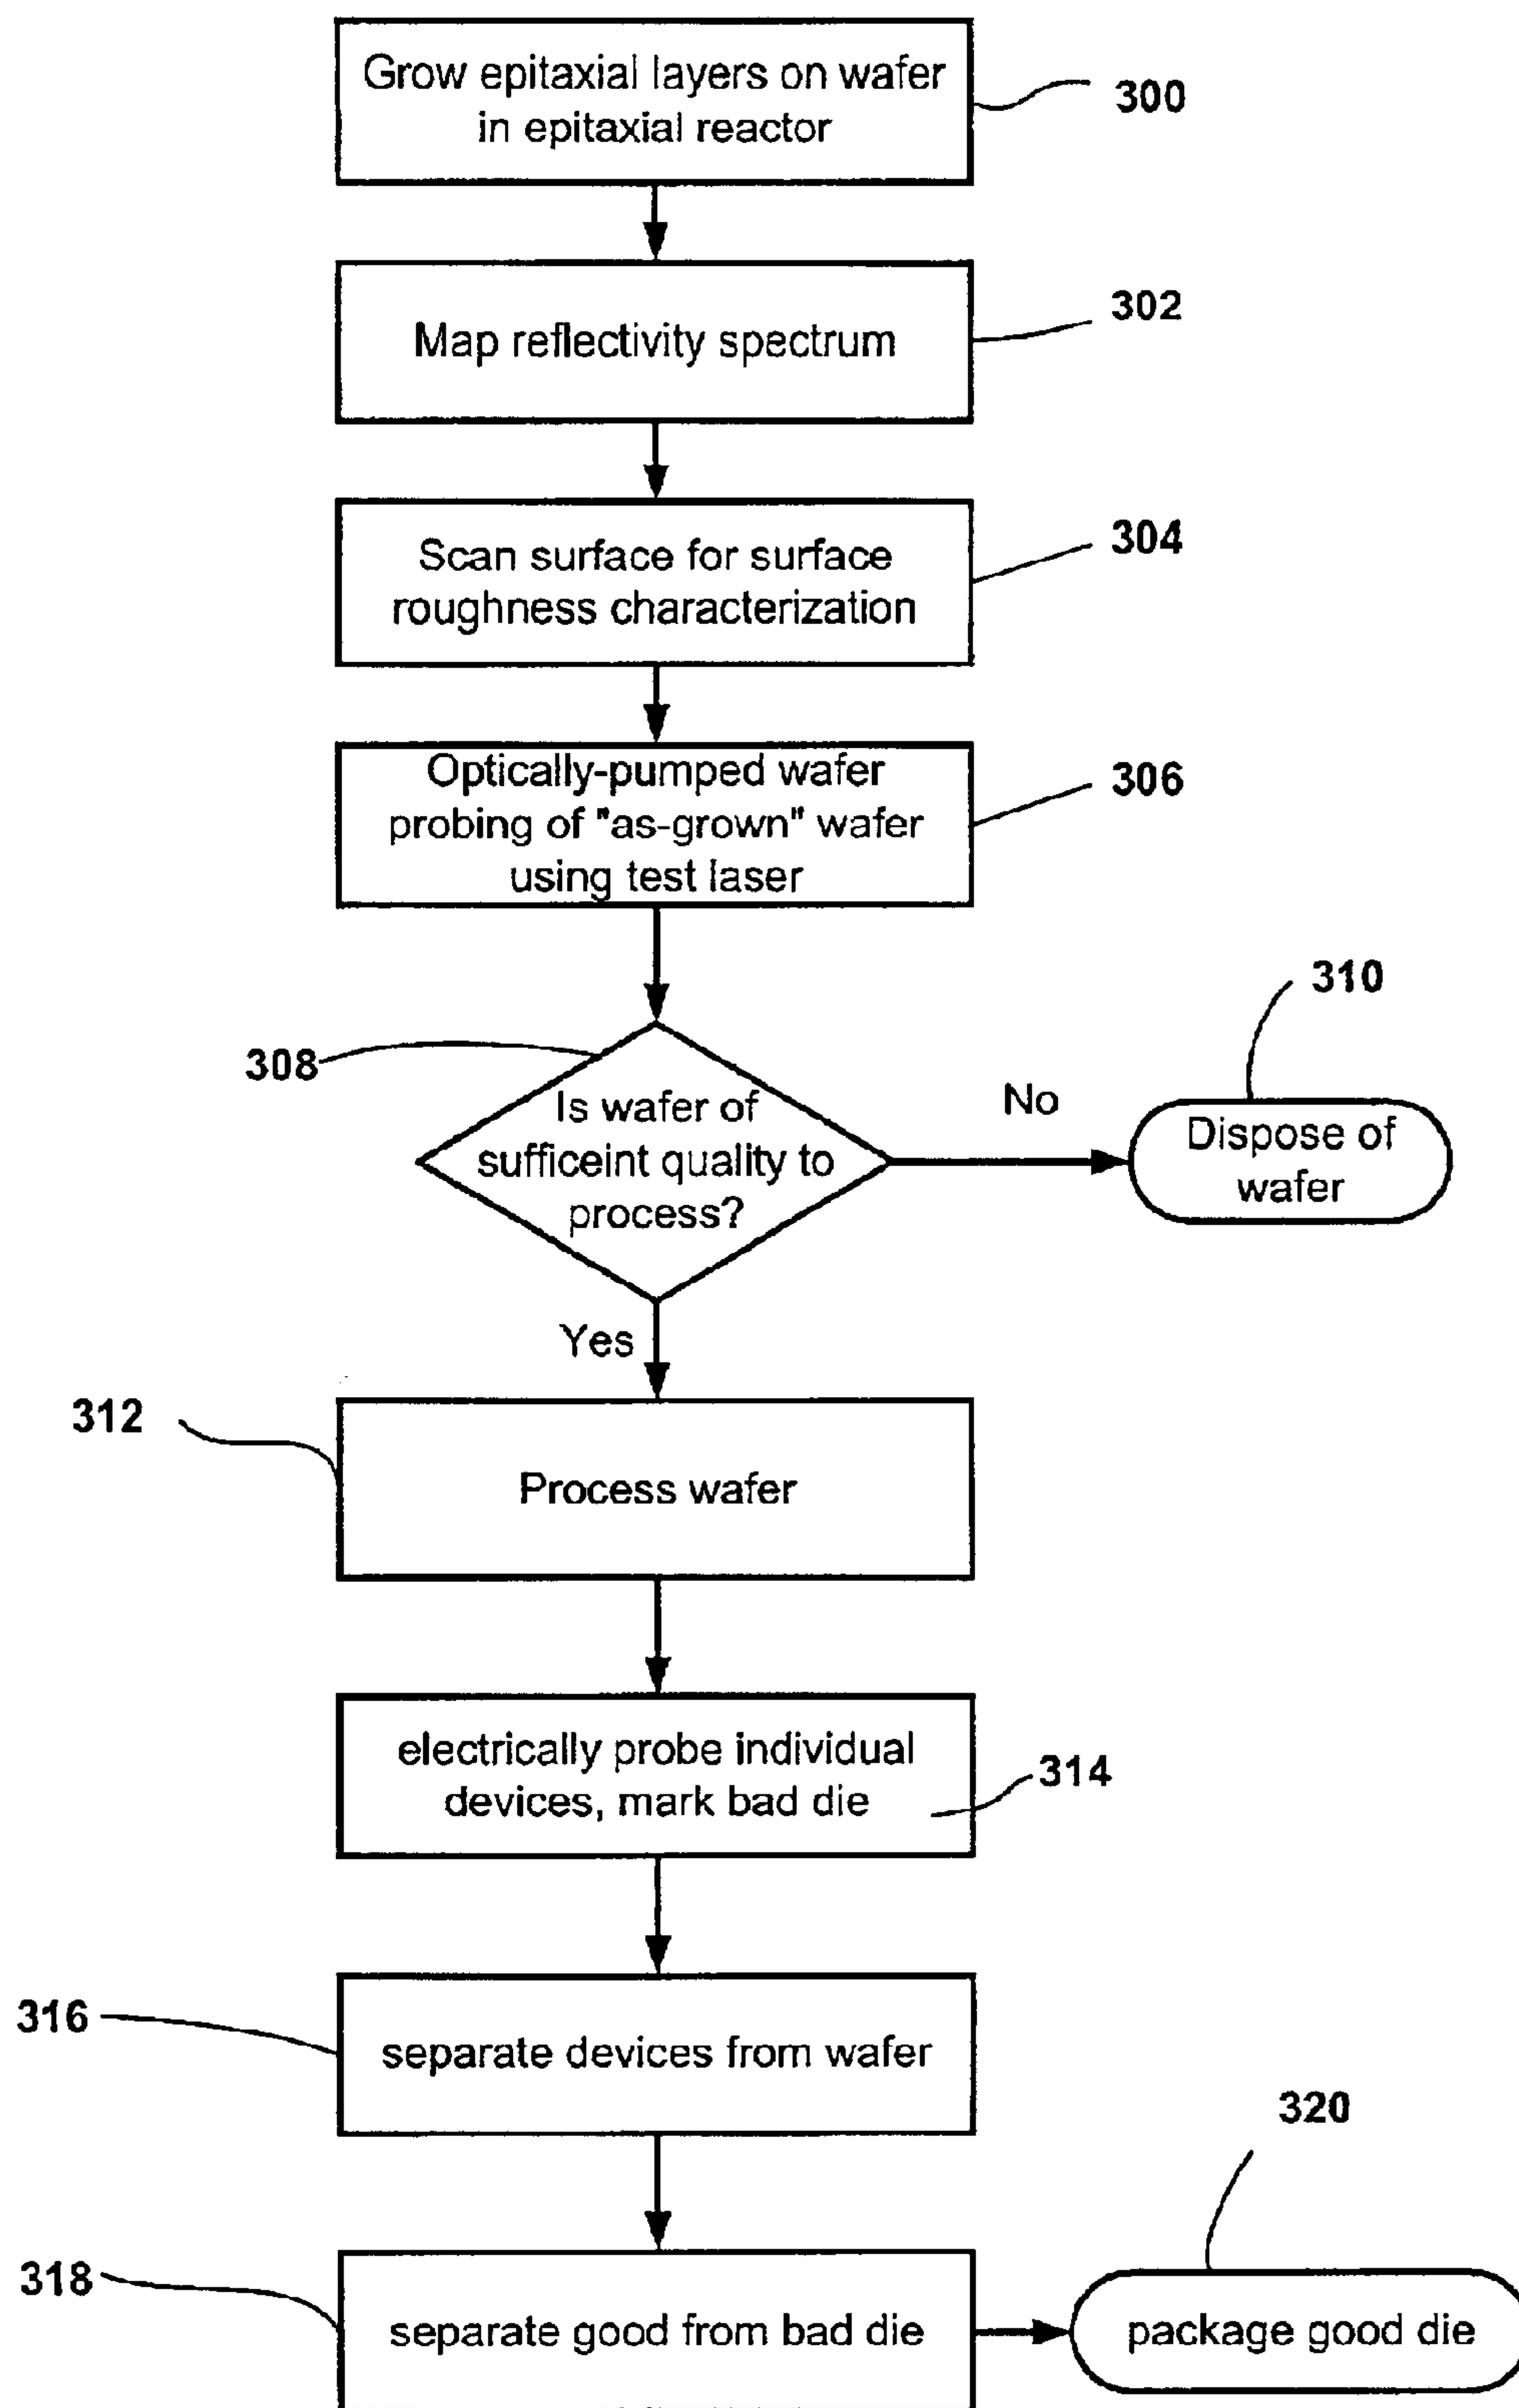 Grow epitaxial layers on wafer
in epitaxial reactor
300
Map reflectivity spectrum
302
Scan surface for surface
roughness characterization
304
Optically-pumped wafer
probing of "as-grown" wafer
using test laser
306
308
Is wafer of
sufficeint quality to
process?
No
310
Dispose of
wafer
Yes
312
Process wafer
electrically probe individual
devices, mark bad die
314
316
separate devices from wafer
318
separate good from bad die
320
package good die